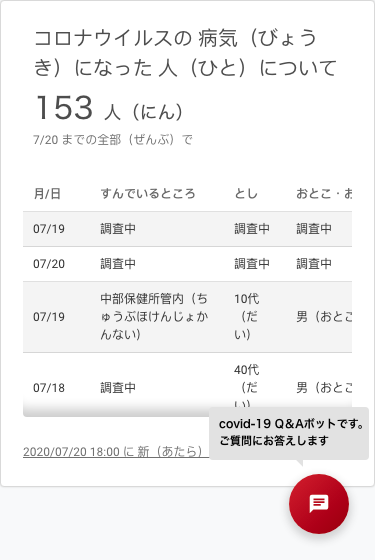 コロナウイルスの 病気（びょう
き）になった 人（ひと）について
153 人（にん）
7/20 までの全部（ぜんぶ）で
月/日 すんでいるところ とし おとこ・お
07/19 調査中 調査中 調査中
07/20 調査中 調査中 調査中
07/19 中部保健所管内（ち
ゅうぶほけんじょか
んない） 10代
（だ
い） 男（おとこ
07/18 調査中 40代
（だ
い） 男（おとこ
covid-19 Q＆Aボットです。
ご質問にお答えします
2020/07/20 18:00 に 新（あたら）